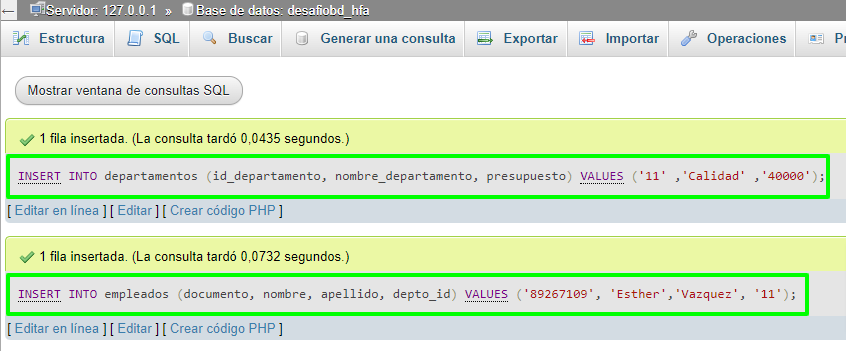 Servidor: 127.0.0.1 » Base de datos: desafiobd_hfa
Estructura SQL Buscar Generar una consulta Exportar Importar Operaciones
Mostrar ventana de consultas SQL
1 fila insertada. (La consulta tardó 0,0435 segundos.)
INSERT INTO departamentos (id_departamento, nombre_departamento, presupuesto) VALUES ('11' ,'Calidad' ,'40000');
[ Editar en línea ] [ Editar ] [ Crear código PHP ]
1 fila insertada. (La consulta tardó 0,0732 segundos.)
INSERT INTO empleados (documento, nombre, apellido, depto_id) VALUES ('89267109', 'Esther','Vazquez', '11');
[ Editar en línea ] [ Editar ] [ Crear código PHP ]